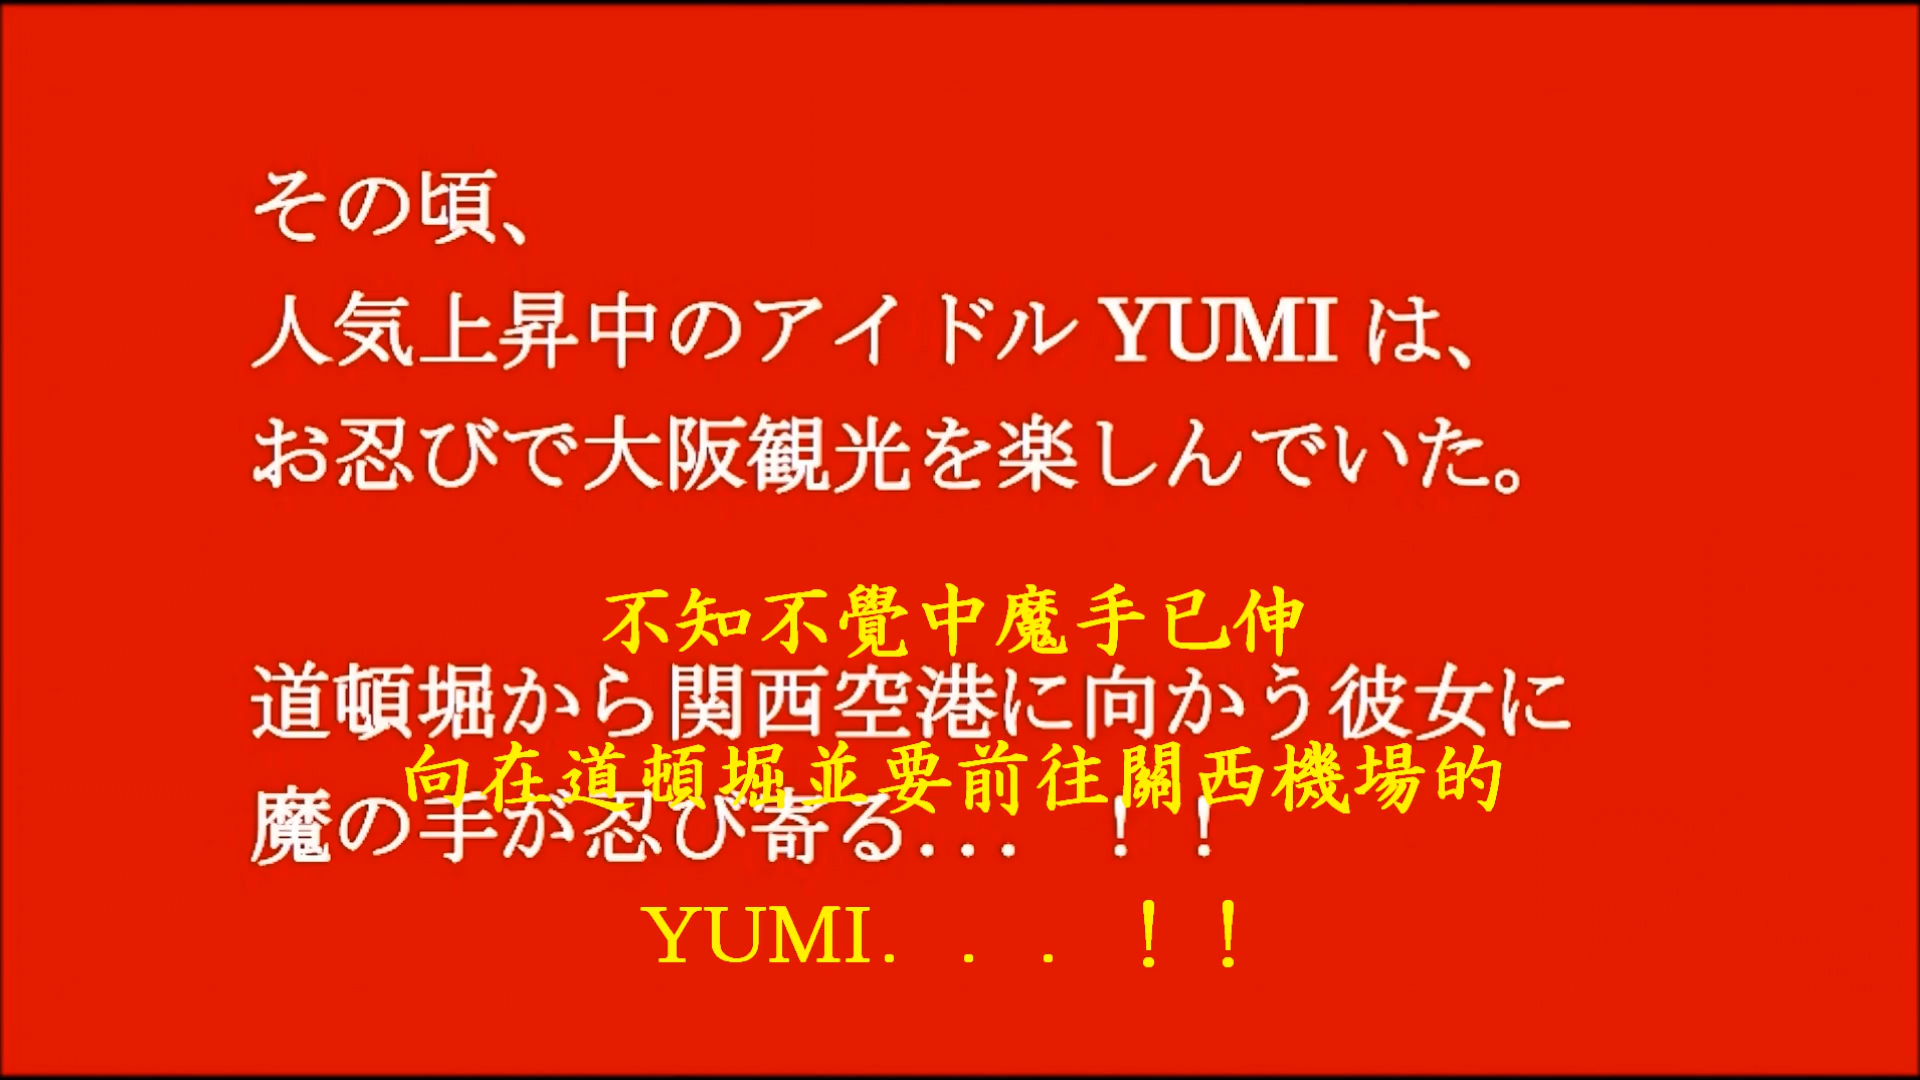 その頃、
人気上昇中のアイドルYUMIは、
お忍びで大阪観光を楽しんでいた。
不知不覺中魔手已伸
道頓堀から関西空港に向かう彼女に
向在道頓堀並要前往關西機場的
魔の手が忍び寄る... !!
YUMI. . . !!